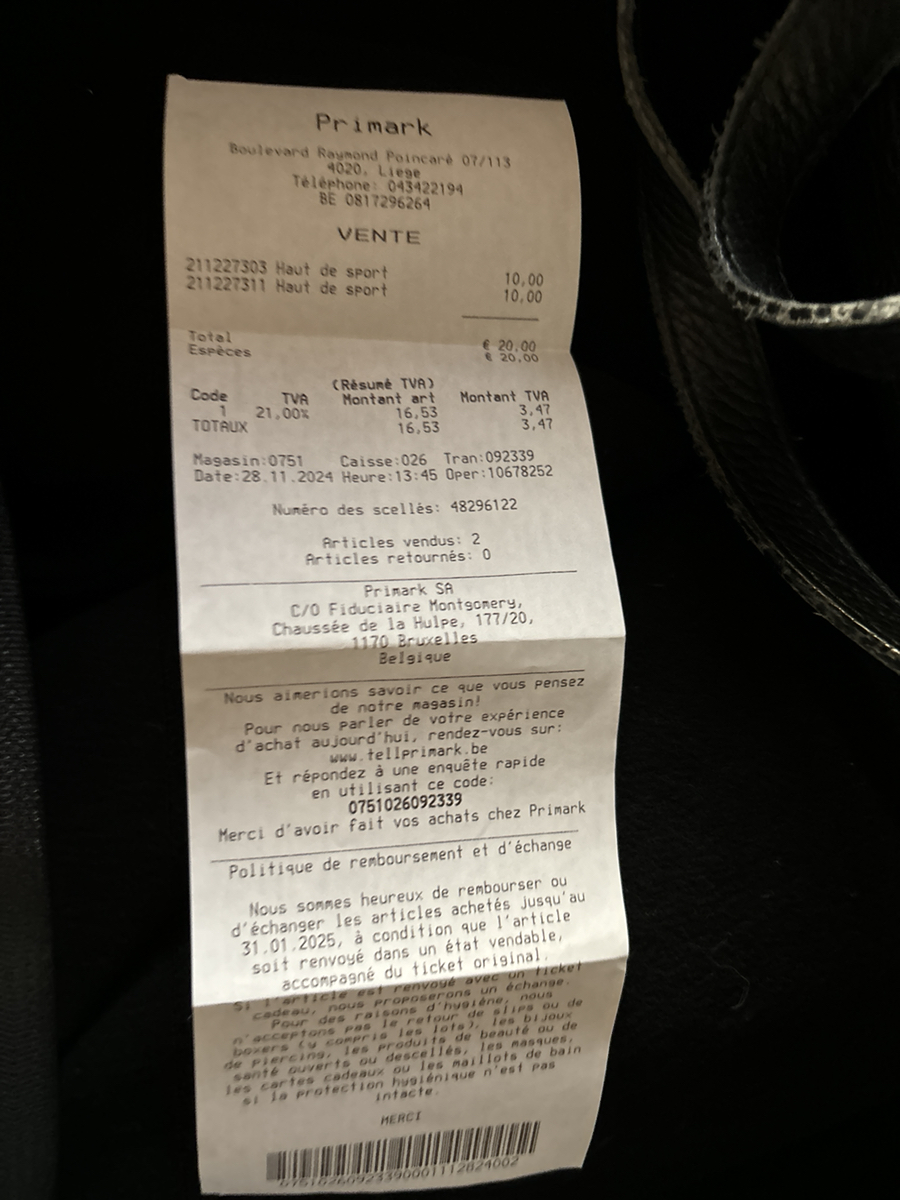 Primark
Boulevard Raymond Poincaré 07/113
4020, Liege
Téléphone: 043422194
BE 0817296264
VENTE
211227303 Haut de sport 10,00
211227311 Haut de sport 10,00
Total € 20,00
Espèces € 20,00
(Résumé TVA)
Code TVA Montant art Montant TVA
1 21,00% 16,53 3,47
TOTAUX 16,53 3,47
Magasin:0751 Caisse:026 Tran:092339
Date:28.11.2024 Heure:13:45 Oper:10678252
Numéro des scellés: 48296122
Articles vendus: 2
Articles retournés: 0
Primark SA
C/O Fiduciaire Montgomery,
Chaussée de la Hulpe, 177/20,
1170 Bruxelles
Belgique
Nous aimerions savoir ce que vous pensez
de notre magasin!
Pour nous parler de votre expérience
d'achat aujourd'hui, rendez-vous sur:
www.tellprimark.be
Et répondez à une enquête rapide
en utilisant ce code:
0751026092339
Merci d'avoir fait vos achats chez Primark
Politique de remboursement et d'échange
Nous sommes heureux de rembourser ou
d'échanger les articles achetés jusqu'au
31.01.2025, à condition que l'article
soit renvoyé dans un état vendable,
accompagné du ticket original.
Si l'article est renvoyé avec un ticket
cadeau, nous proposerons un échange.
Pour des raisons d'hygiène, nous
n'acceptons pas le retour de slips ou de
boxers (y compris les lots), les bijoux
de piercing, les produits de beauté ou de
santé ouverts ou descellés, les masques,
les cartes cadeaux ou les maillots de bain
si la protection hygiénique n'est pas
intacte.
MERCI
07510260923390001112824002